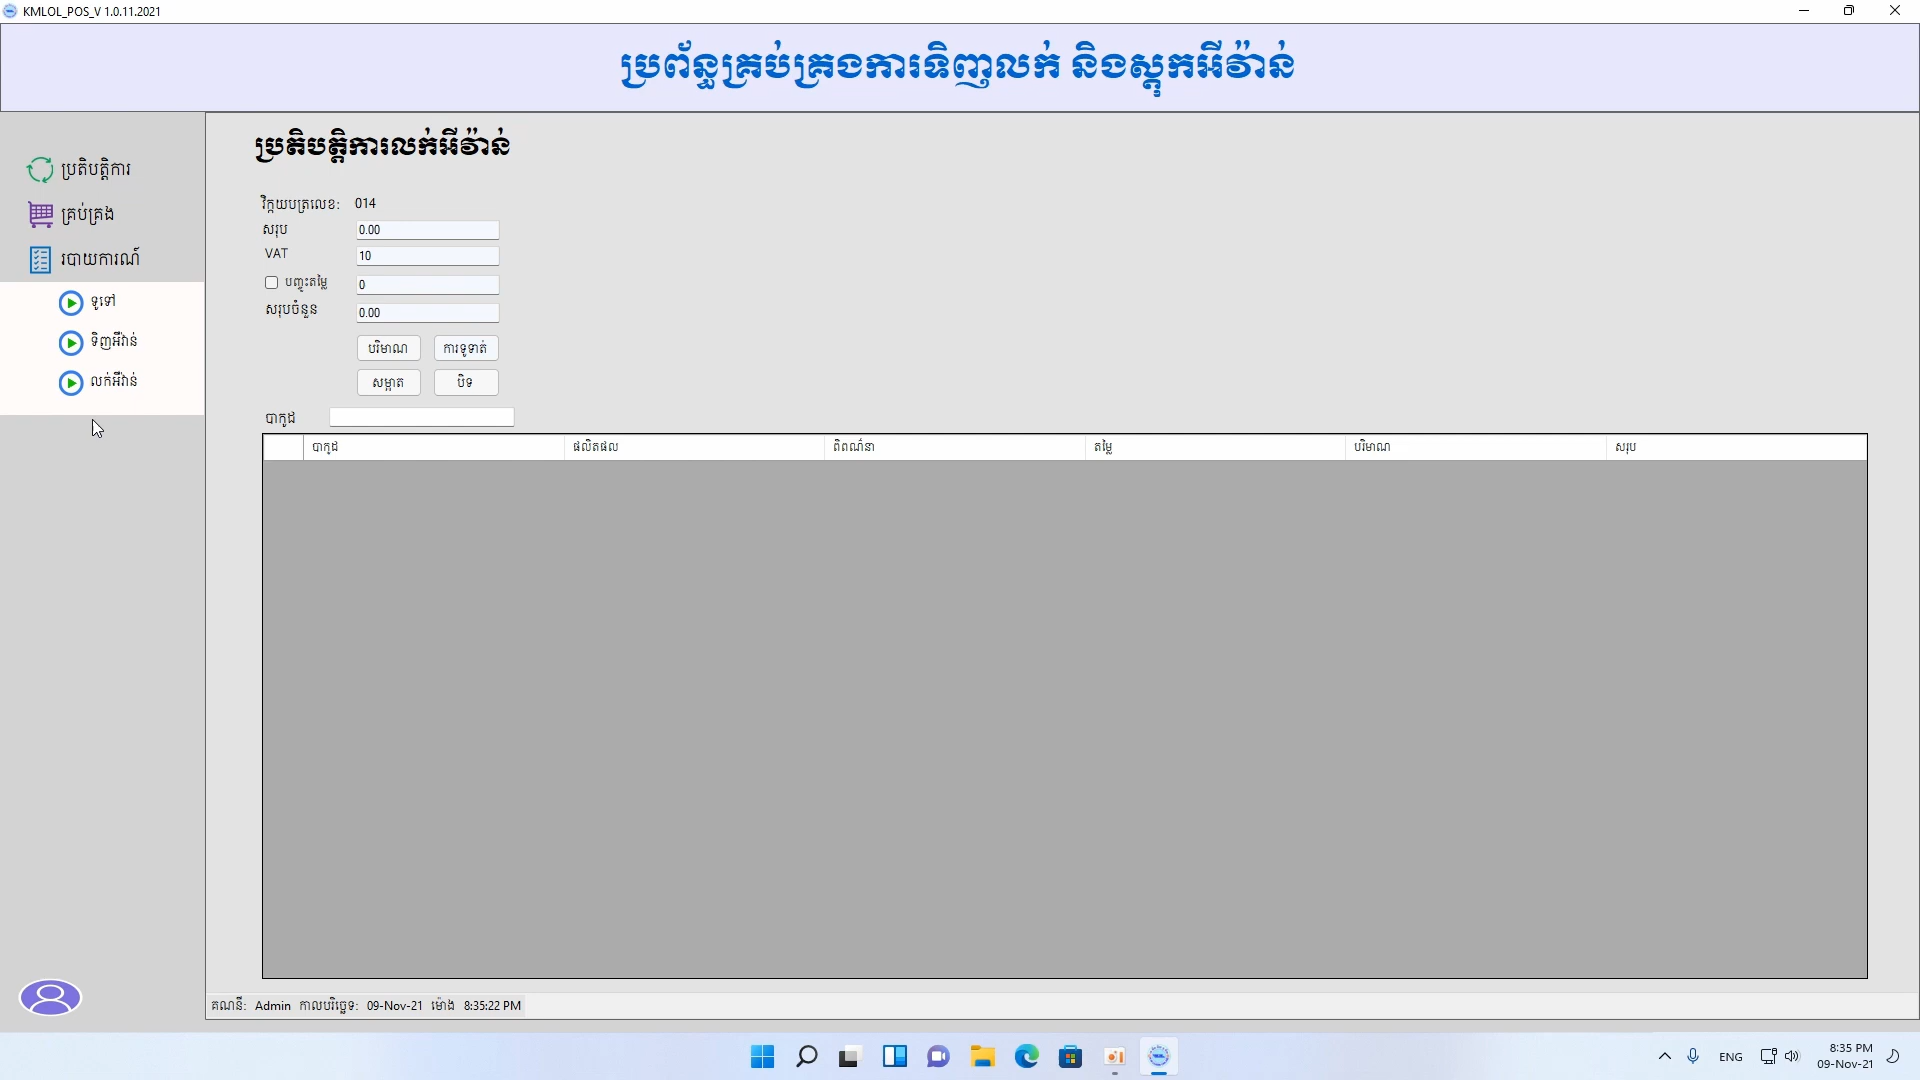 KMLOL_POS_V 1.0.11.2021
ប្រព័ន្ធគ្រប់គ្រងការទិញលក់ និងស្តុកអីវ៉ាន់
ប្រតិបត្តិការលក់អីវ៉ាន់
ប្រតិបត្តិការ
គ្រប់គ្រង
របាយការណ៍
ទូទៅ
ទិញអីវ៉ាន់
លក់អីវ៉ាន់
វិក្កយបត្រលេខ: 014
សរុប 0.00
VAT 10
បញ្ចុះតម្លៃ 0
សរុបចំនួន 0.00
បរិមាណ ការទូទាត់
សម្អាត បិទ
បាកូដ
បាកូដ ផលិតផល ពិពណ៌នា តម្លៃ បរិមាណ សរុប
គណនី: Admin កាលបរិច្ឆេទ: 09-Nov-21 ម៉ោង 8:35:22 PM
ENG
8:35 PM
09-Nov-21